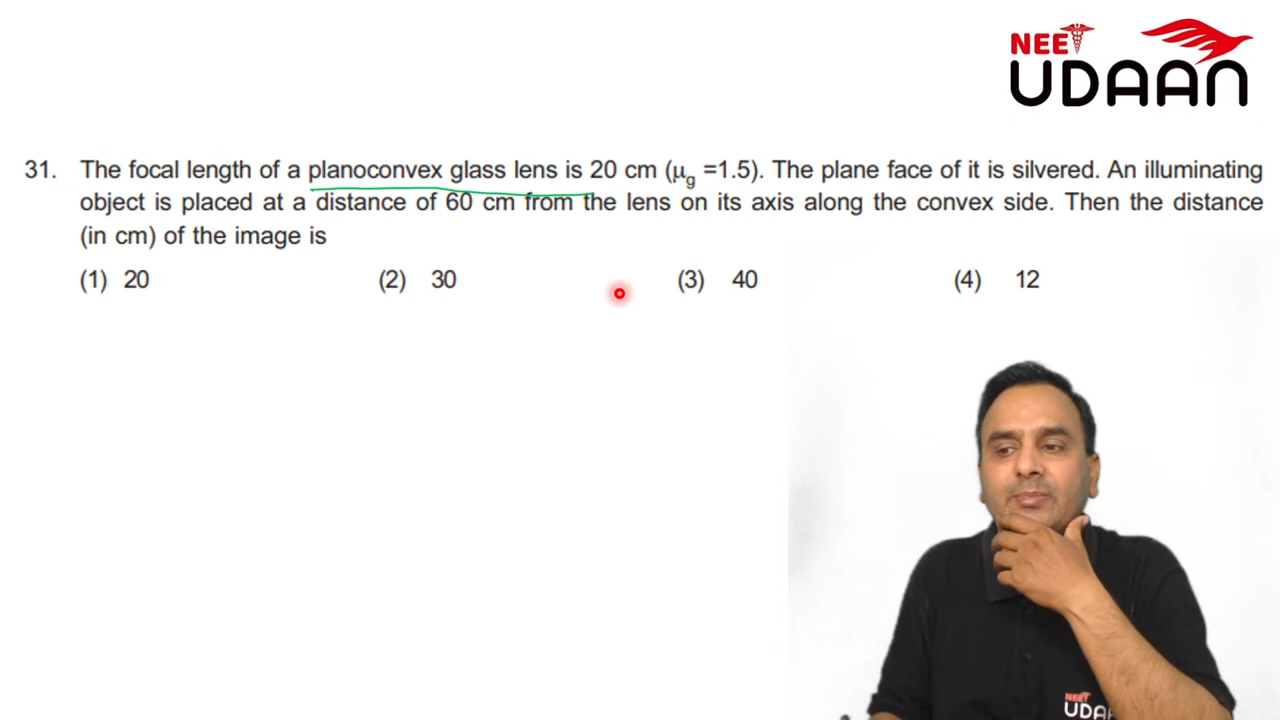 NEET
UDAAN
31. The focal length of a planoconvex glass lens is 20 cm (μg =1.5). The plane face of it is silvered. An illuminating
object is placed at a distance of 60 cm from the lens on its axis along the convex side. Then the distance
(in cm) of the image is
(1) 20 (2) 30 (3) 40 (4) 12
NEET
UDA